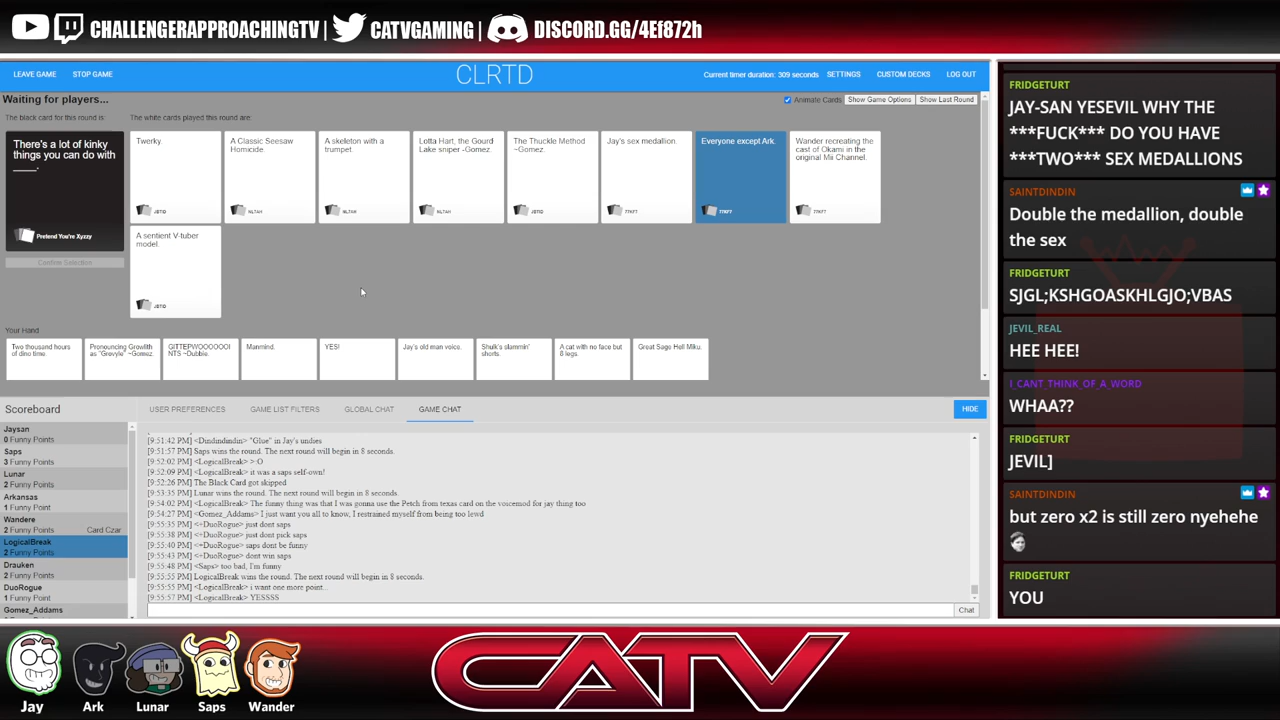 CHALLENGERAPPROACHINGTV | CATVGAMING | DISCORD.GG/4Ef872h
LEAVE GAME STOP GAME CLRTD Current timer duration: 309 seconds SETTINGS CUSTOM DECKS LOG OUT
Waiting for players...
Animate Cards Show Game Options Show Last Round
The black card for this round is:
The white cards played this round are:
There's a lot of kinky
things you can do with
____.
Pretend You're Xyzzy
Confirm Selection
Twerky.
JBTID
A Classic Seesaw
Homicide.
NLTAH
A skeleton with a
trumpet.
NLTAH
Lotta Hart, the Gourd
Lake sniper -Gomez.
NLTAH
The Thuckle Method
~Gomez.
JBTID
Jay's sex medallion.
Everyone except Ark.
Wander recreating the
cast of Okami in the
original Mii Channel.
A sentient V-tuber
model.
JBTID
Your Hand
Two thousand hours
of dino time.
Pronouncing Growlith
as "Grevyle" ~Gomez.
GITTEPWOOOOOOI
NTS ~Dubbie.
Manmind.
YES!
Jay's old man voice.
Shulk's slammin'
shorts.
A cat with no face but
8 legs.
Great Sage Hell Miku.
Scoreboard
USER PREFERENCES GAME LIST FILTERS GLOBAL CHAT GAME CHAT HIDE
Jaysan
0 Funny Points
Saps
3 Funny Points
Lunar
2 Funny Points
Arkansas
1 Funny Point
Wandere
2 Funny Points Card Czar
LogicalBreak
2 Funny Points
Drauken
2 Funny Points
DuoRogue
1 Funny Point
Gomez_Addams
[9:51:42 PM] <Dindindindin> "Glue" in Jay's undies
[9:51:57 PM] Saps wins the round. The next round will begin in 8 seconds.
[9:52:02 PM] <LogicalBreak> >:O
[9:52:09 PM] <LogicalBreak> it was a saps self-own!
[9:52:26 PM] The Black Card got skipped
[9:53:35 PM] Lunar wins the round. The next round will begin in 8 seconds.
[9:54:02 PM] <LogicalBreak> The funny thing was that I was gonna use the Petch from texas card on the voicemod for jay thing too
[9:54:27 PM] <Gomez_Addams> I just want you all to know, I restrained myself from being too lewd
[9:55:35 PM] <+DuoRogue> just dont saps
[9:55:38 PM] <+DuoRogue> just dont pick saps
[9:55:40 PM] <+DuoRogue> saps dont be funny
[9:55:43 PM] <+DuoRogue> dont win saps
[9:55:48 PM] <Saps> too bad, I'm funny
[9:55:55 PM] LogicalBreak wins the round. The next round will begin in 8 seconds.
[9:55:55 PM] <LogicalBreak> i want one more point...
[9:55:57 PM] <LogicalBreak> YESSSS
Chat
FRIDGETURT
JAY-SAN YESEVIL WHY THE
***FUCK*** DO YOU HAVE
***TWO*** SEX MEDALLIONS
SAINTDINDIN
Double the medallion, double
the sex
FRIDGETURT
SJGL;KSHGOASKHLGJO;VBAS
JEVIL_REAL
HEE HEE!
I_CANT_THINK_OF_A_WORD
WHAA??
FRIDGETURT
JEVIL]
SAINTDINDIN
but zero x2 is still zero nyehehe
FRIDGETURT
YOU
Jay Ark Lunar Saps Wander
CATV